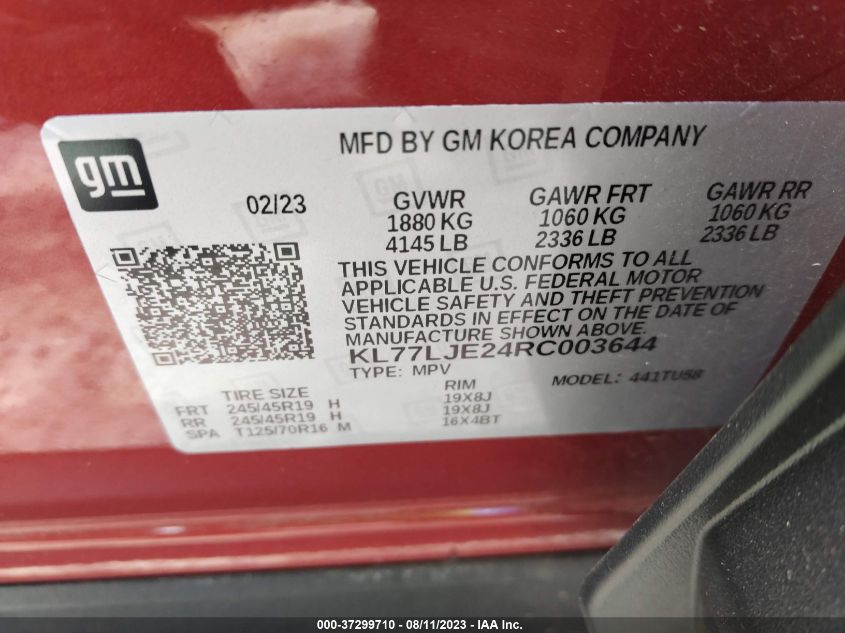 gm
MFD BY GM KOREA COMPANY
02/23 GVWR GAWR FRT GAWR RR
1880 KG 1060 KG 1060 KG
4145 LB 2336 LB 2336 LB
THIS VEHICLE CONFORMS TO ALL
APPLICABLE U.S. FEDERAL MOTOR
VEHICLE SAFETY AND THEFT PREVENTION
STANDARDS IN EFFECT ON THE DATE OF
MANUFACTURE SHOWN ABOVE.
KL77LJE24RC003644
TYPE: MPV MODEL: 441TU58
TIRE SIZE RIM
FRT 245/45R19 H 19X8J
RR 245/45R19 H 19X8J
SPA T125/70R16 M 16X4BT
000-37299710 - 08/11/2023 - IAA Inc.